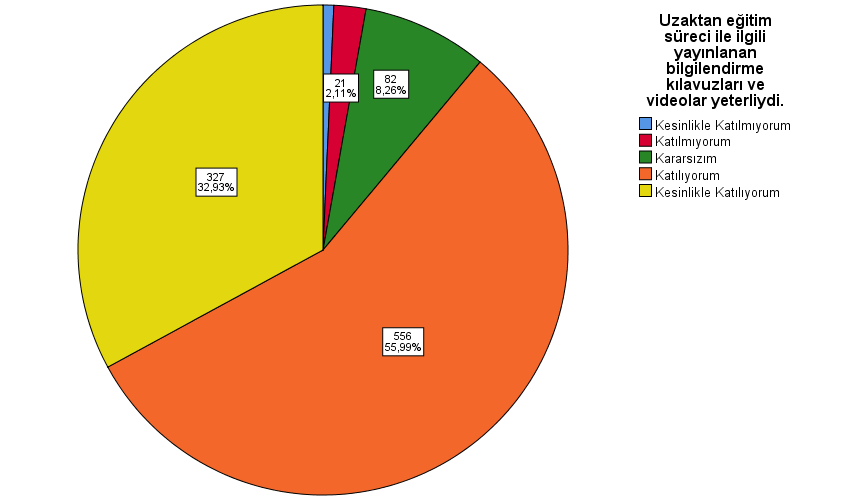 Uzaktan eğitim
süreci ile ilgili
yayınlanan
bilgilendirme
kılavuzları ve
videolar yeterliydi.
Kesinlikle Katılmıyorum
Katılmıyorum
Kararsızım
Katılıyorum
Kesinlikle Katılıyorum
21
2,11%
82
8,26%
327
32,93%
556
55,99%